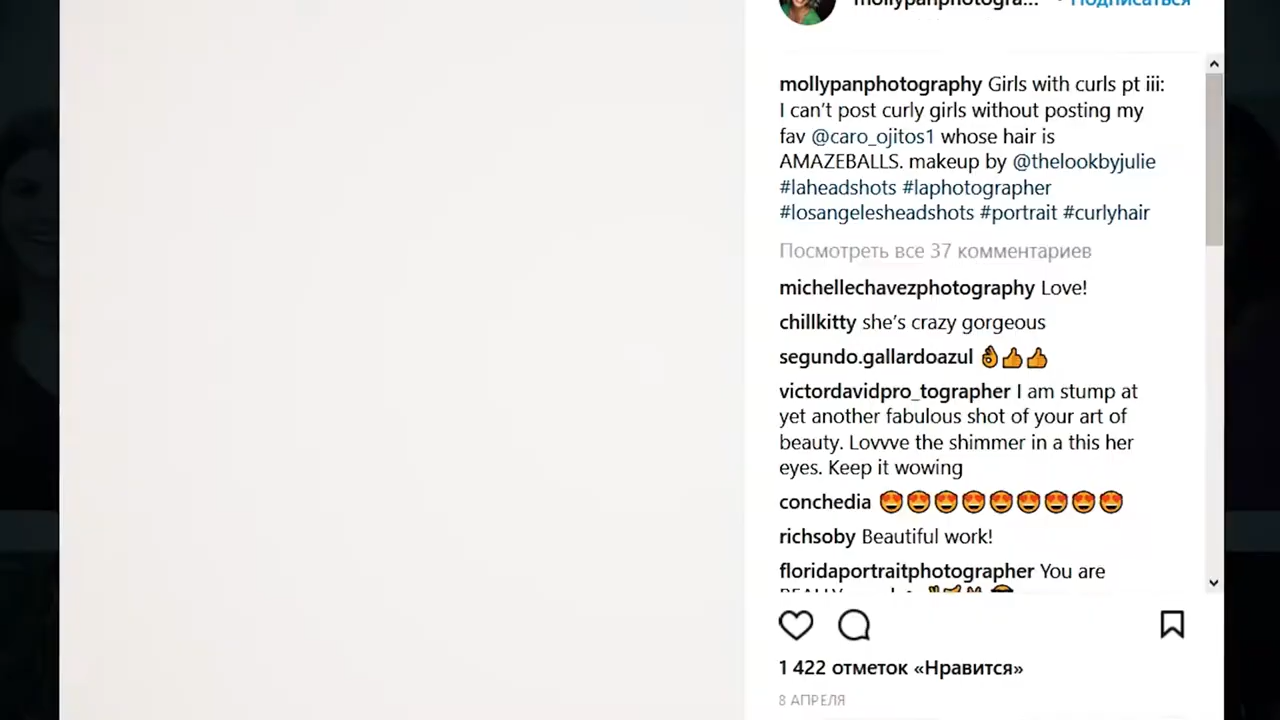 mollypanphotogra... • Подписаться
mollypanphotography Girls with curls pt iii:
I can't post curly girls without posting my
fav @caro_ojitos1 whose hair is
AMAZEBALLS. makeup by @thelookbyjulie
#laheadshots #laphotographer
#losangelesheadshots #portrait #curlyhair
Посмотреть все 37 комментариев
michellechavezphotography Love!
chillkitty she's crazy gorgeous
segundo.gallardoazul 👌👍👍
victordavidpro_tographer I am stump at
yet another fabulous shot of your art of
beauty. Lovvve the shimmer in a this her
eyes. Keep it wowing
conchedia 😍😍😍😍😍😍😍😍😍
richsoby Beautiful work!
floridaportraitphotographer You are
1 422 отметок «Нравится»
8 АПРЕЛЯ